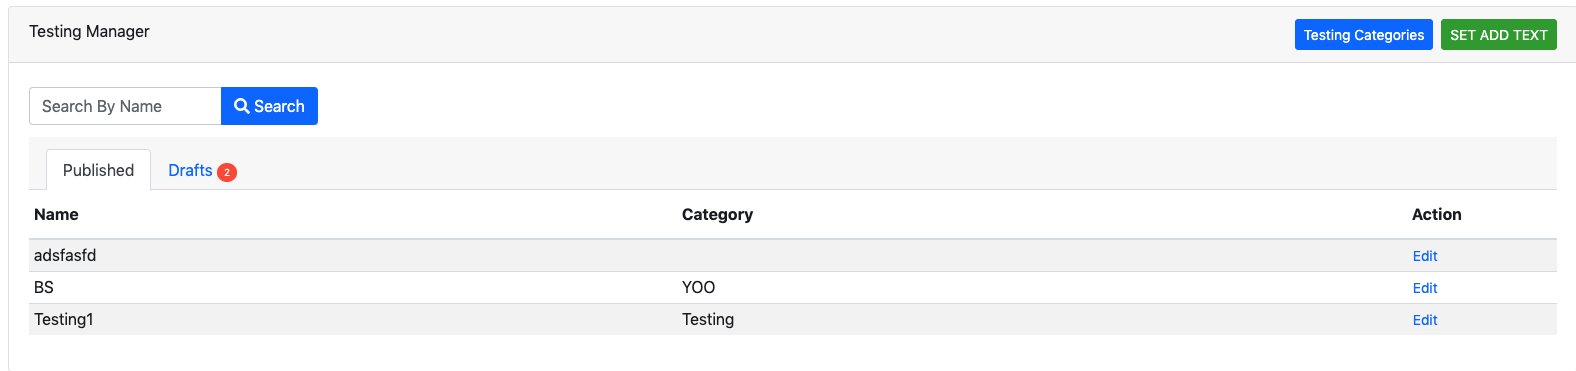 Testing Manager
Testing Categories
SET ADD TEXT
Search By Name
Search
Published
Drafts 2
Name Category Action
adsfasfd Edit
BS YOO Edit
Testing1 Testing Edit